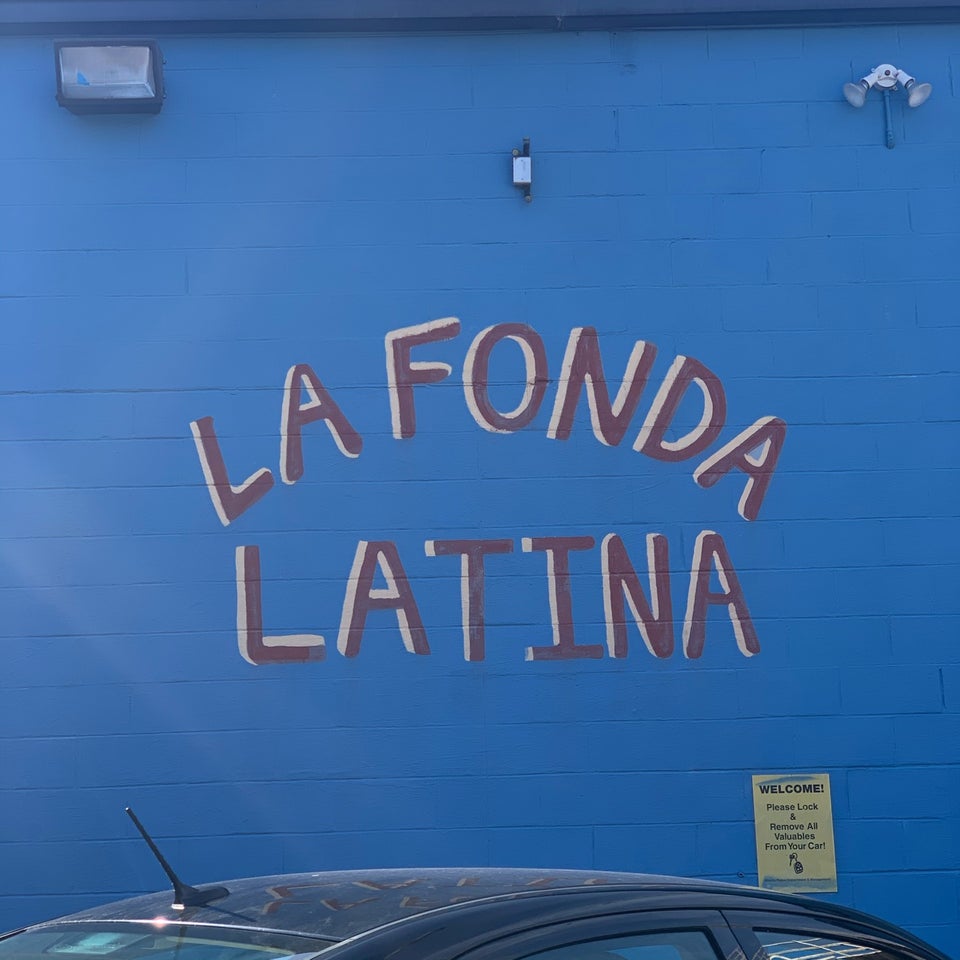 LA FONDA
LATINA
WELCOME!
Please Lock
&
Remove All
Valuables
From Your Car!